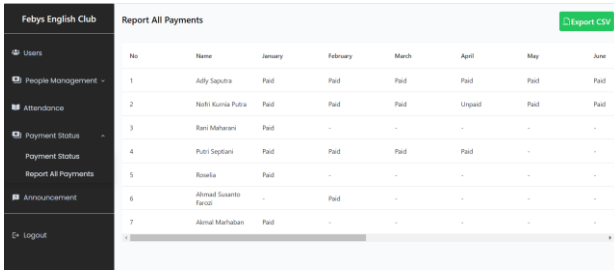 Febys English Club
Users
People Management
Attendance
Payment Status
Payment Status
Report All Payments
Announcement
Logout
Report All Payments
Export CSV
No Name January February March April May June
1 Adly Saputra Paid Paid Paid Paid Paid Paid
2 Nofri Kurnia Putra Paid Paid Paid Unpaid Paid Paid
3 Rani Maharani Paid - - - - -
4 Putri Septiani Paid Paid Paid Paid - -
5 Roselia Paid - - - - -
6 Ahmad Susanto Farozi - Paid - - - -
7 Akmal Marhaban Paid - - - - -